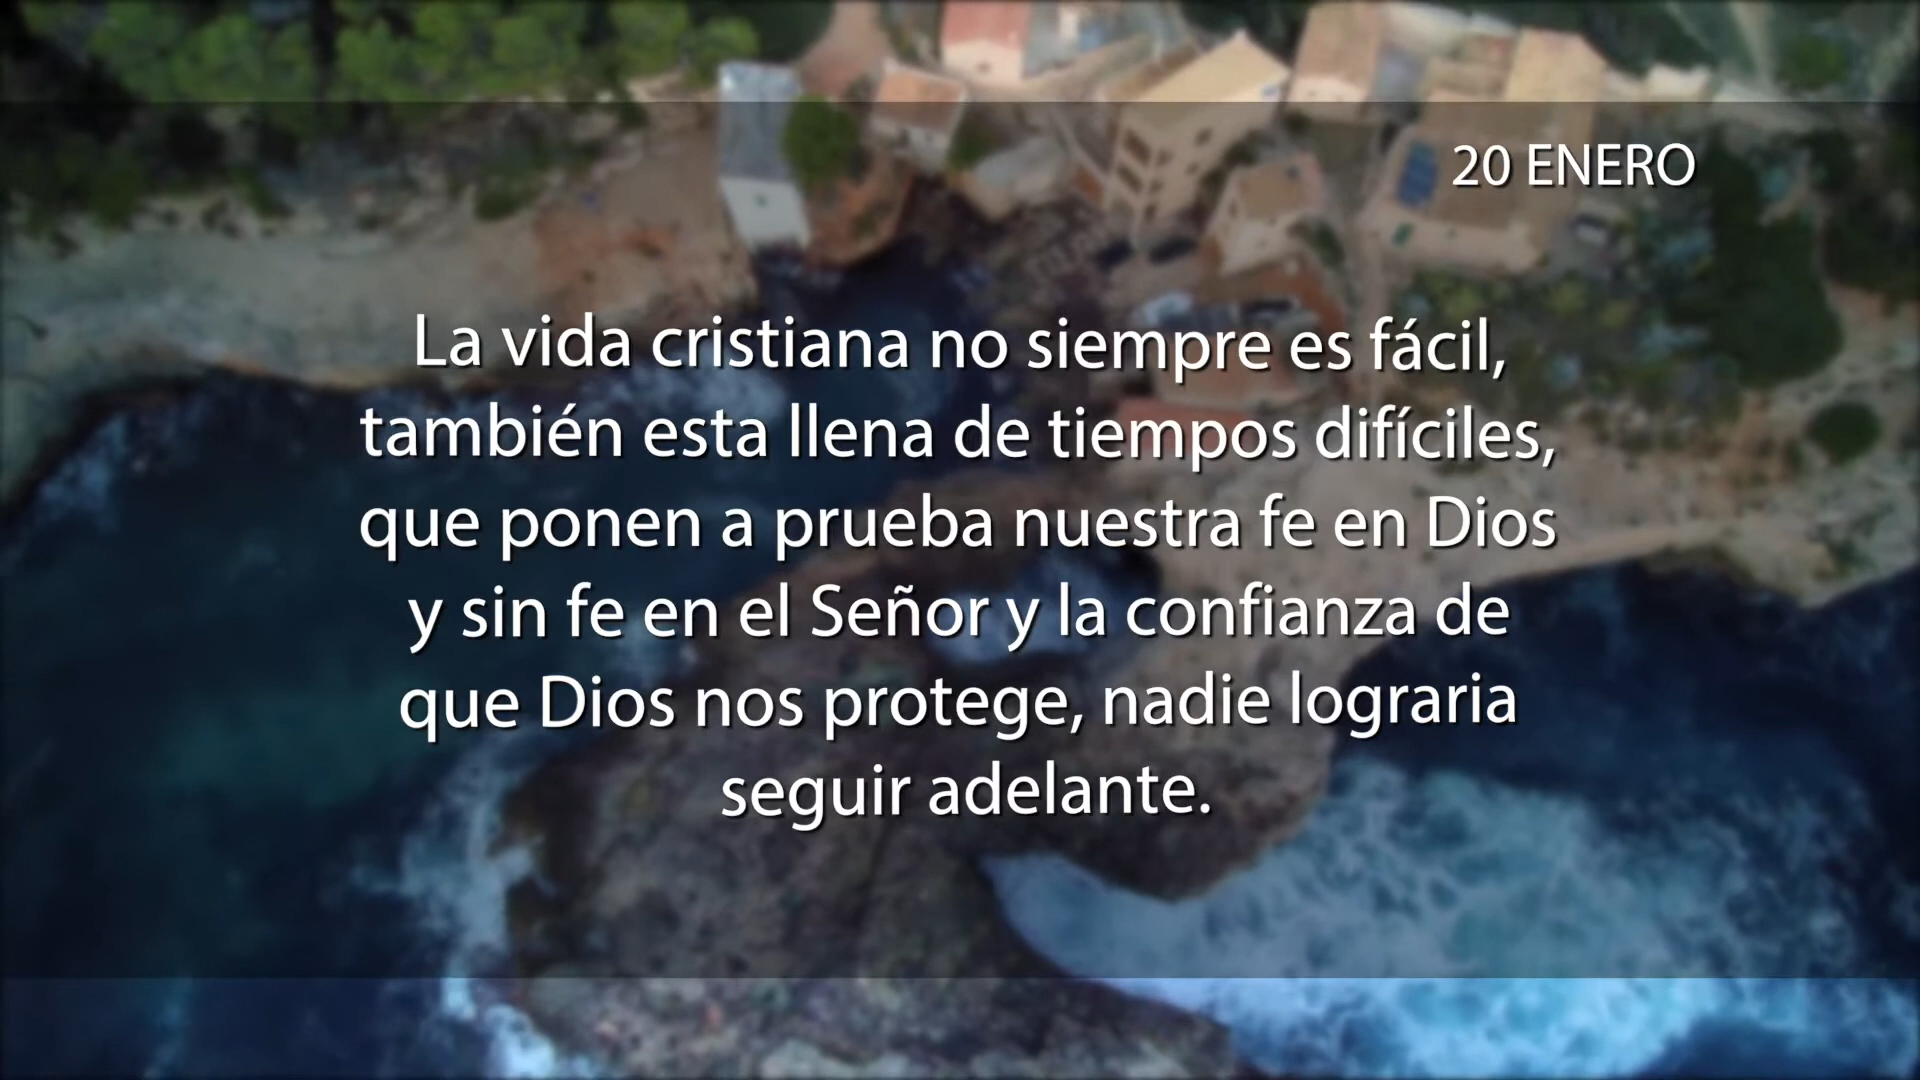 20 ENERO
La vida cristiana no siempre es fácil,
también esta llena de tiempos difíciles,
que ponen a prueba nuestra fe en Dios
y sin fe en el Señor y la confianza de
que Dios nos protege, nadie lograria
seguir adelante.